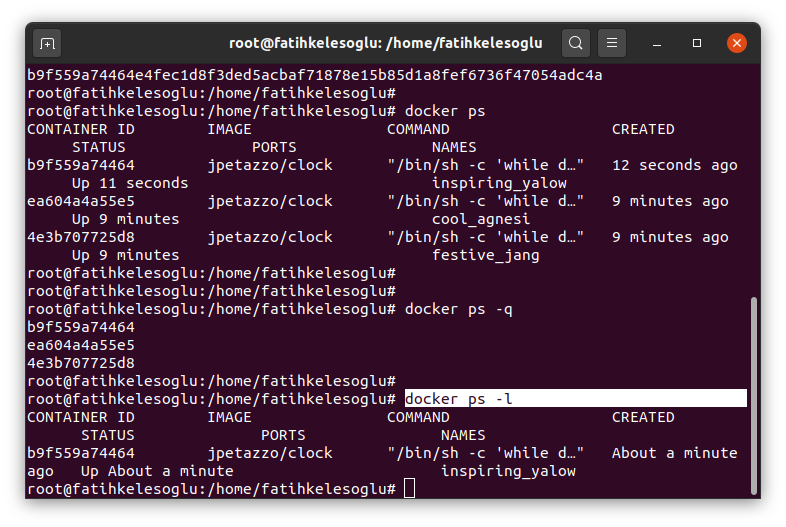 root@fatihkelesoglu: /home/fatihkelesoglu
b9f559a74464e4fec1d8f3ded5acbaf71878e15b85d1a8fef6736f47054adc4a
root@fatihkelesoglu:/home/fatihkelesoglu#
root@fatihkelesoglu:/home/fatihkelesoglu# docker ps
CONTAINER ID        IMAGE               COMMAND                  CREATED
     STATUS              PORTS               NAMES
b9f559a74464        jpetazzo/clock      "/bin/sh -c 'while d…"   12 seconds ago
     Up 11 seconds                           inspiring_yalow
ea604a4a55e5        jpetazzo/clock      "/bin/sh -c 'while d…"   9 minutes ago
     Up 9 minutes                            cool_agnesi
4e3b707725d8        jpetazzo/clock      "/bin/sh -c 'while d…"   9 minutes ago
     Up 9 minutes                            festive_jang
root@fatihkelesoglu:/home/fatihkelesoglu#
root@fatihkelesoglu:/home/fatihkelesoglu#
root@fatihkelesoglu:/home/fatihkelesoglu# docker ps -q
b9f559a74464
ea604a4a55e5
4e3b707725d8
root@fatihkelesoglu:/home/fatihkelesoglu#
root@fatihkelesoglu:/home/fatihkelesoglu# docker ps -l
CONTAINER ID        IMAGE               COMMAND                  CREATED
      STATUS              PORTS               NAMES
b9f559a74464        jpetazzo/clock      "/bin/sh -c 'while d…"   About a minute
ago   Up About a minute                       inspiring_yalow
root@fatihkelesoglu:/home/fatihkelesoglu#